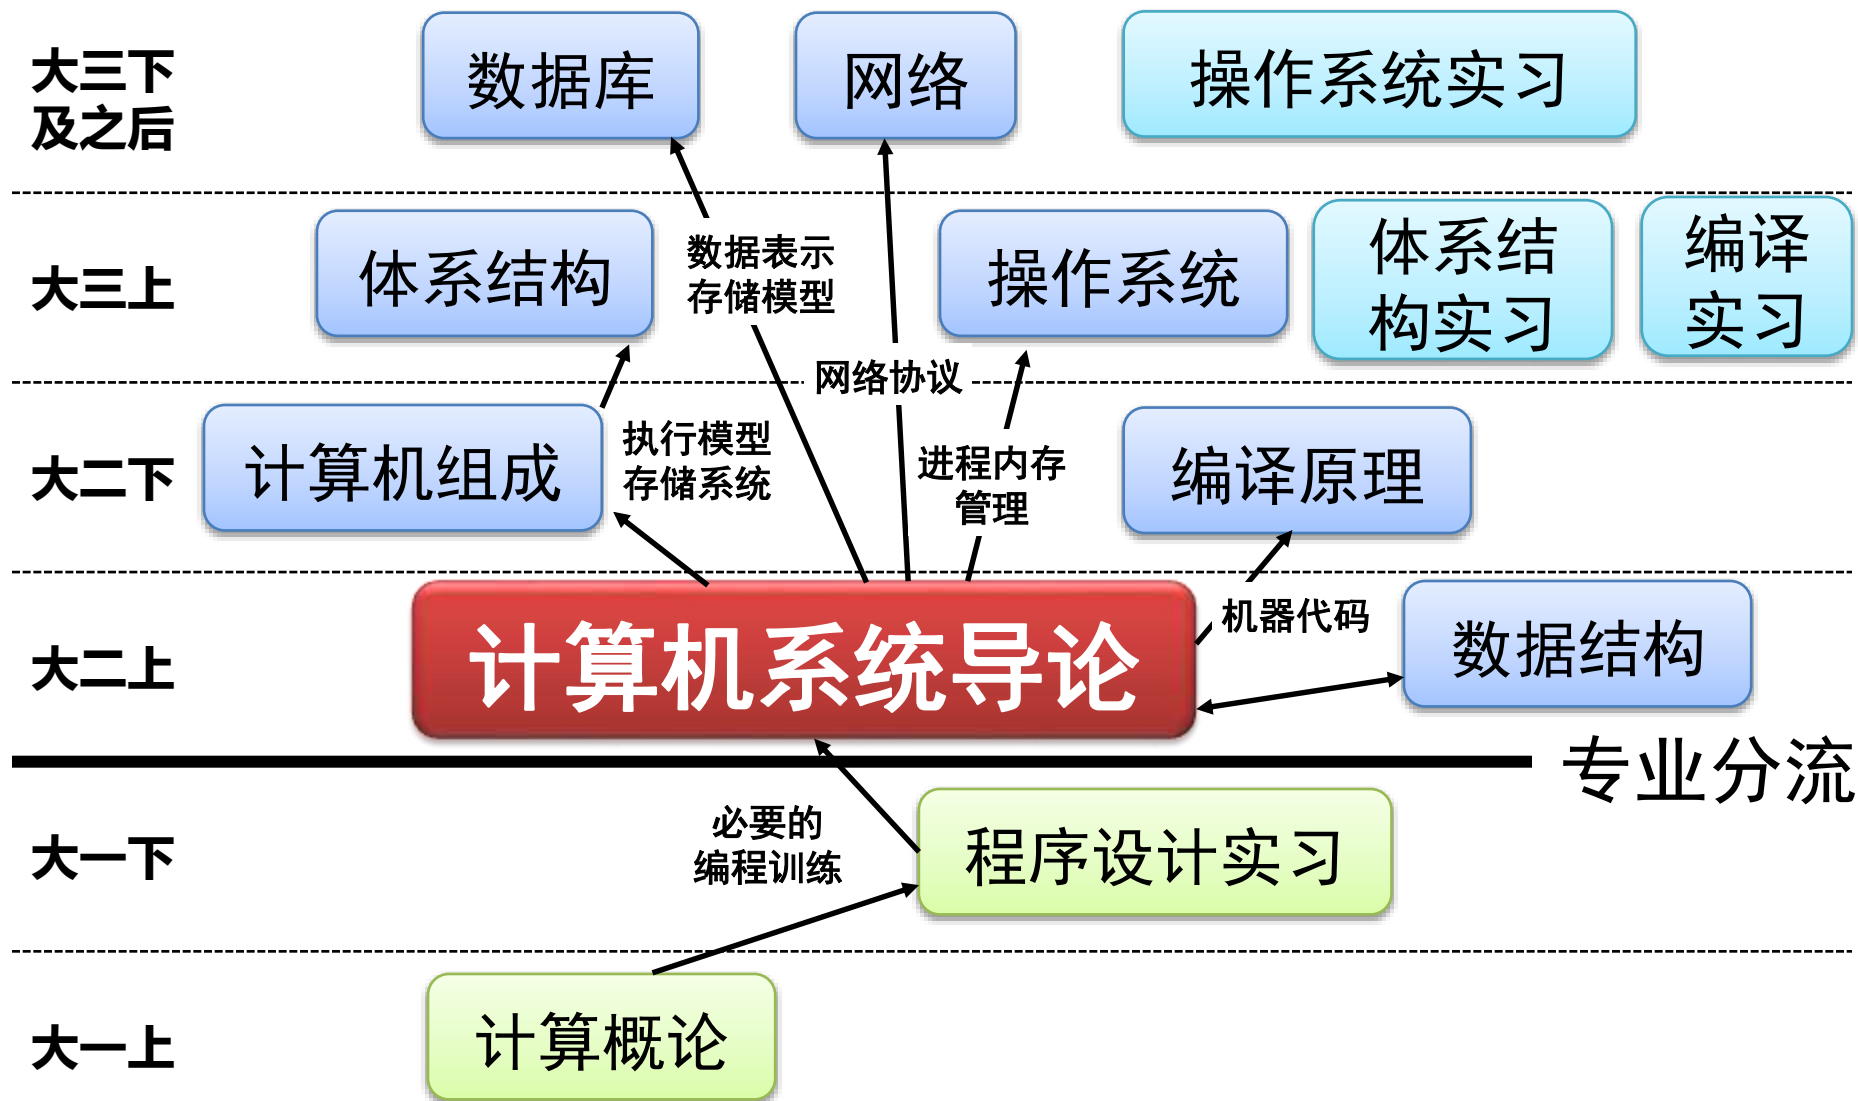 大三下
及之后
数据库
网络
操作系统实习
大三上
体系结构
数据表示
存储模型
操作系统
体系结
构实习
编译
实习
网络协议
大二下
计算机组成
执行模型
存储系统
进程内存
管理
编译原理
大二上
计算机系统导论
机器代码
数据结构
专业分流
大一下
必要的
编程训练
程序设计实习
大一上
计算概论